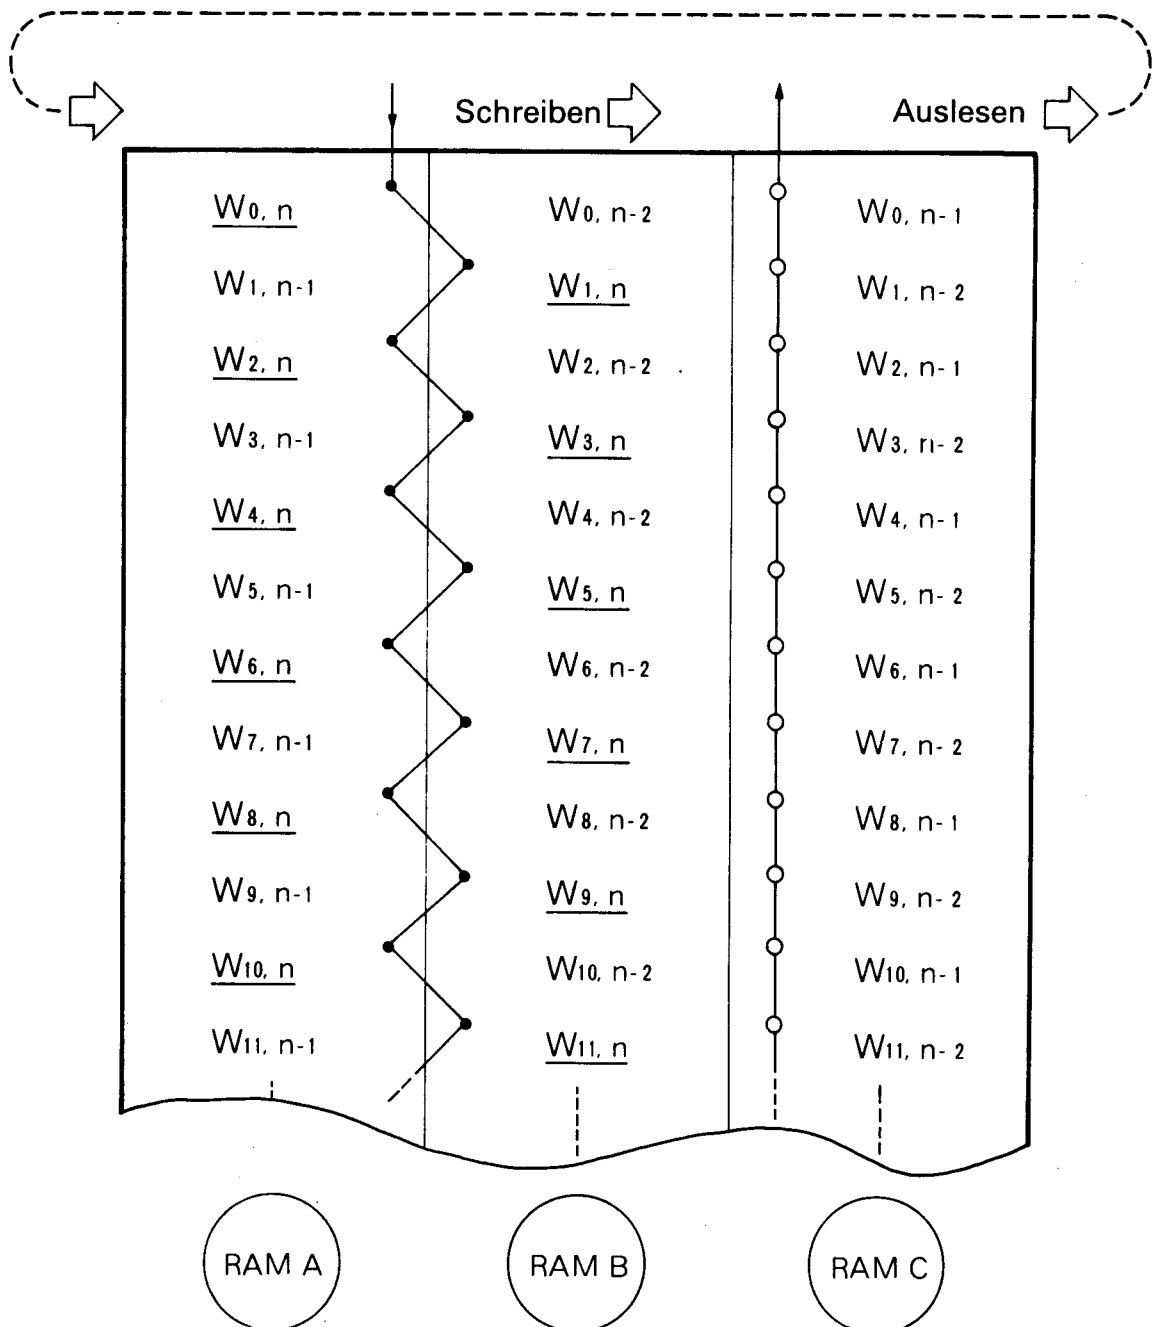 Schreiben Auslesen
W0, n W0, n-2 W0, n-1
W1, n-1 W1, n W1, n-2
W2, n W2, n-2 W2, n-1
W3, n-1 W3, n W3, n-2
W4, n W4, n-2 W4, n-1
W5, n-1 W5, n W5, n-2
W6, n W6, n-2 W6, n-1
W7, n-1 W7, n W7, n-2
W8, n W8, n-2 W8, n-1
W9, n-1 W9, n W9, n-2
W10, n W10, n-2 W10, n-1
W11, n-1 W11, n W11, n-2
RAM A RAM B RAM C